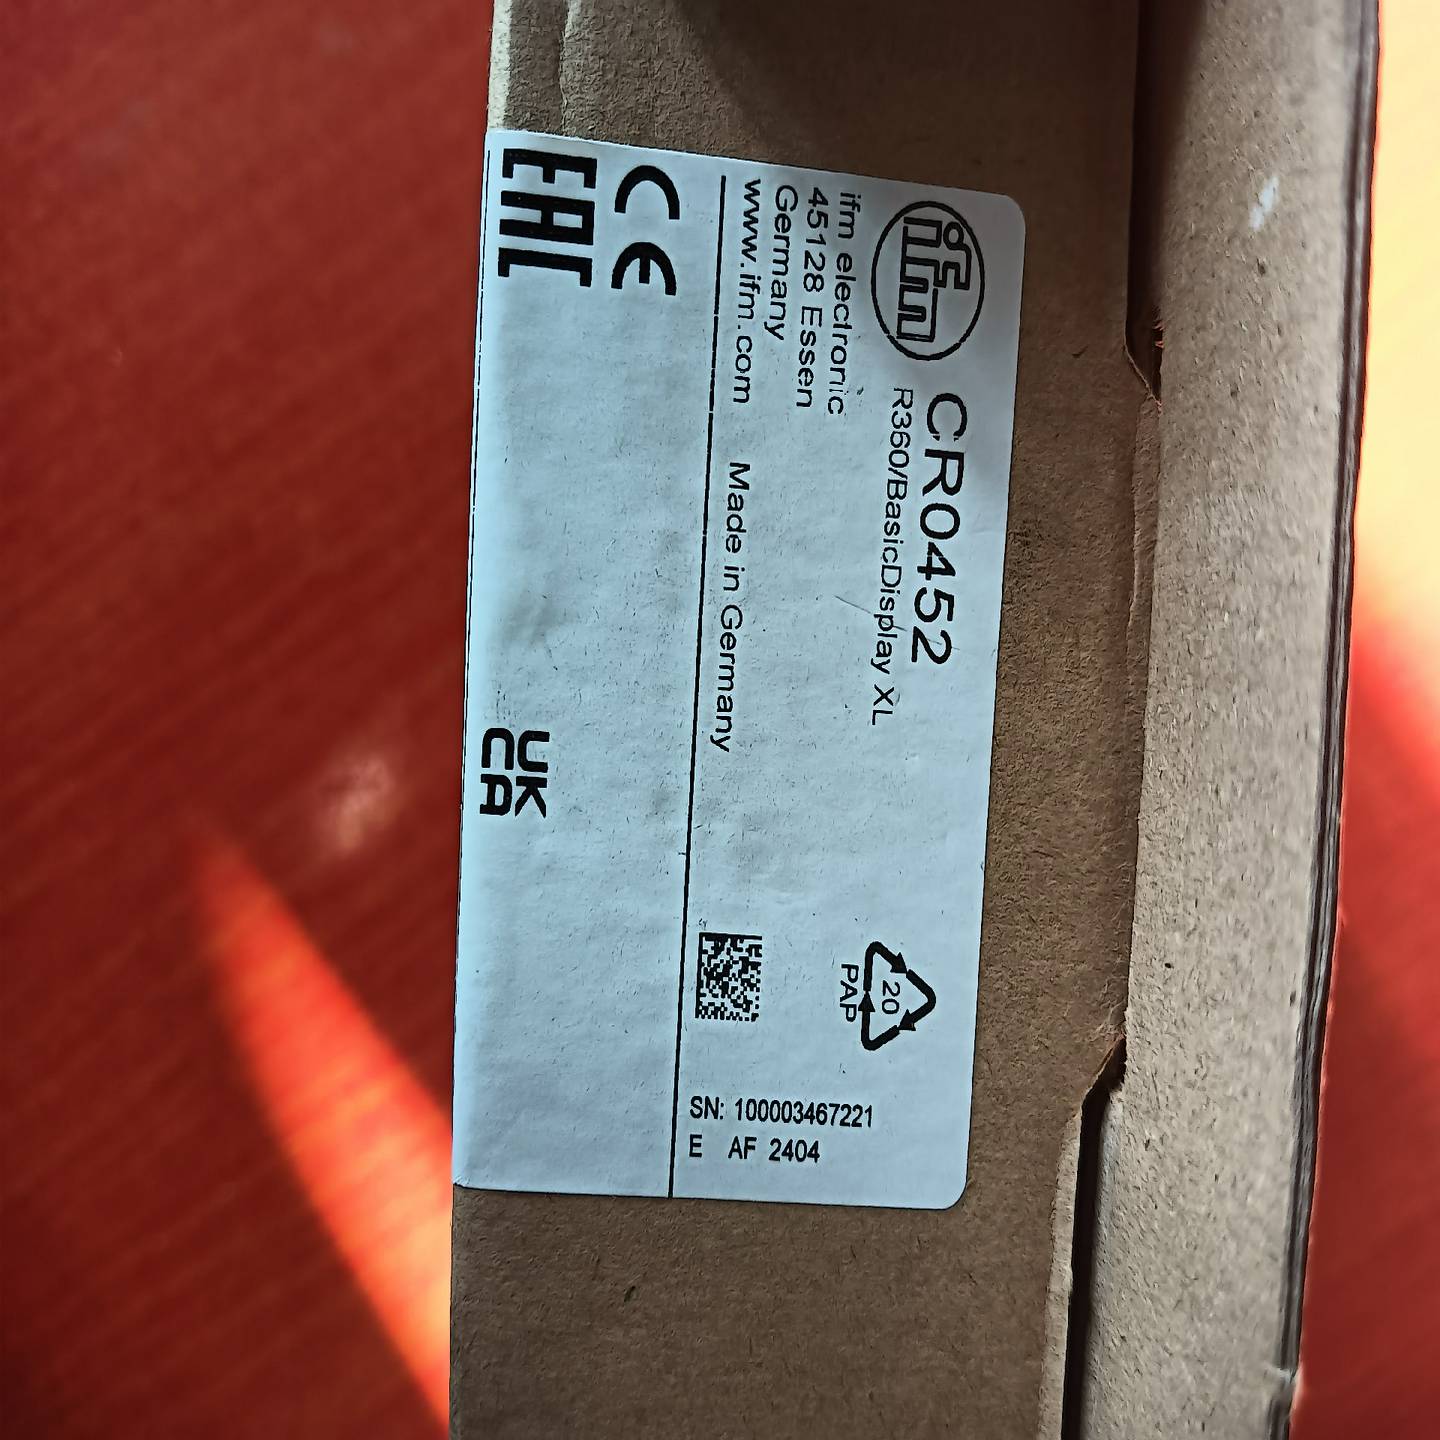 ifm
CR0452
R360/BasicDisplay XL
ifm electronic
45128 Essen
Germany
www.ifm.com Made in Germany
20
PAP
SN: 100003467221
E AF 2404
CE
EAC
UK
CA